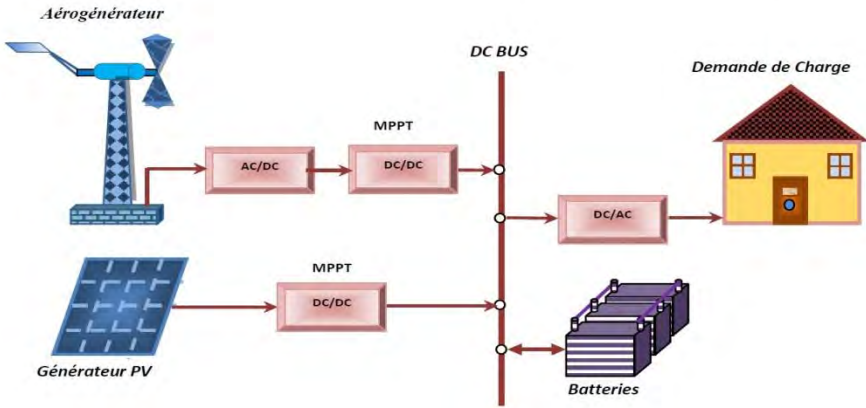 Aérogénérateur
DC BUS
Demande de Charge
MPPT
AC/DC
DC/DC
DC/AC
MPPT
DC/DC
Générateur PV
Batteries